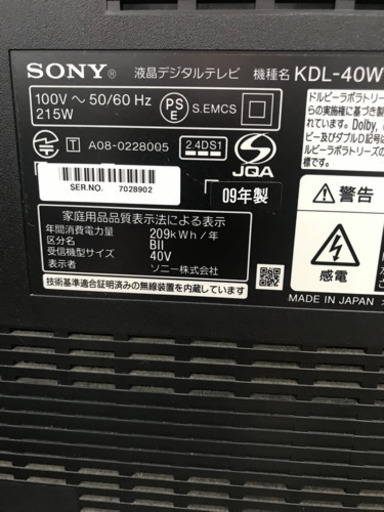 SONY® 液晶デジタルテレビ 機種名 KDL-40W
100V ～ 50/60 Hz
215W
PSE
S.EMCS
T A08-0228005 2.4DS1
JQA
SER.NO. 7028902
09年製
家庭用品品質表示法による表示
年間消費電力量 209kWh/年
区分名 BII
受信機型サイズ 40V
表示者 ソニー株式会社
技術基準適合証明済みの無線装置を内蔵しています
ドルビーラボラトリー
らの実施権に基づき製
れています。Dolby、
ビー及びダブルD記号は
ルビーラボラトリーズの
警告
感電
MADE IN JAPAN